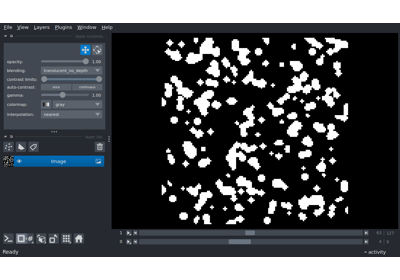 File View Layers Plugins Window Help
opacity: 1.00
blending: translucent_no_depth
contrast limits:
auto-contrast: once continuous
gamma: 1.00
colormap: gray
interpolation: nearest
Image
Ready
activity